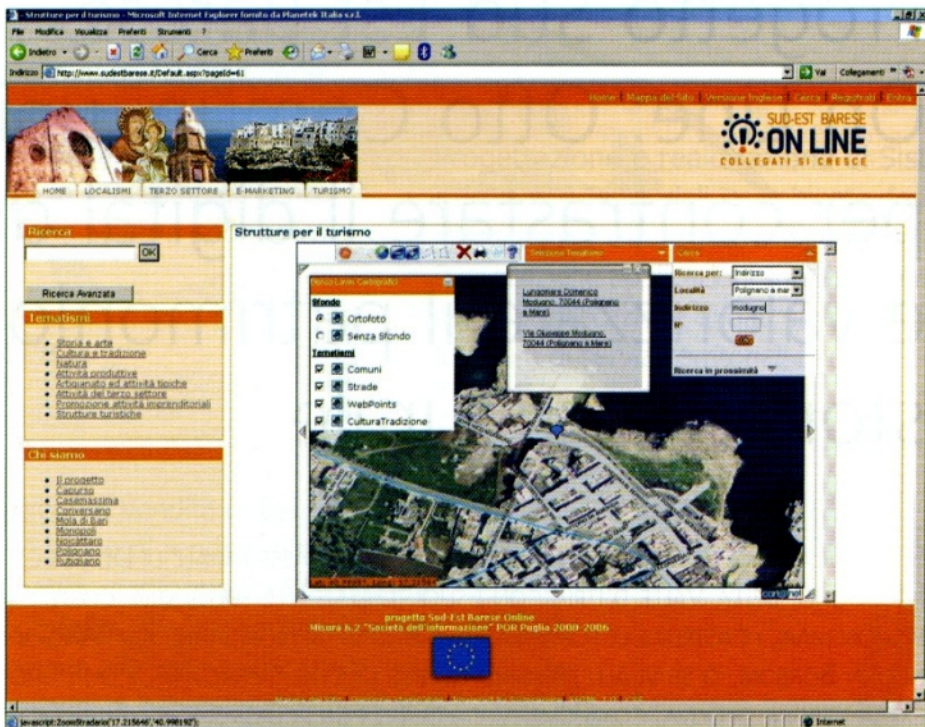 - Strutture per il turismo - Microsoft Internet Explorer fornito da Planetek Italia s.r.l.
File Modifica Visualizza Preferiti Strumenti ?
Indietro Cerca Preferiti
Indirizzo http://www.sudestbarese.it/Default.aspx?pageId=61 Vai Collegamenti
Home | Mappa del Sito | Versione Inglese | Cerca | Registrati | Entra
SUD-EST BARESE
ON LINE
COLLEGATI SI CRESCE
HOME LOCALISMI TERZO SETTORE E-MARKETING TURISMO
Ricerca
OK
Ricerca Avanzata
Tematismi
Storia e arte
Cultura e tradizione
Natura
Attività produttive
Artigianato ed attività tipiche
Attività del terzo settore
Promozione attività imprenditoriali
Strutture turistiche
Chi siamo
Il progetto
Capurso
Casamassima
Conversano
Mola di Bari
Monopoli
Noicattaro
Polignano
Rutigliano
Strutture per il turismo
Seleziona Tematismo
Cerca
Elenco Livelli Cartografici
Sfondo
Ortofoto
Senza Sfondo
Tematismi
Comuni
Strade
WebPoints
CulturaTradizione
Lungomare Domenico
Modugno, 70044 (Polignano
a Mare)
Via Giuseppe Modugno,
70044 (Polignano a Mare)
Ricerca per: Indirizzo
Località Polignano a mar
Indirizzo modugno
N°
Ricerca in prossimità
progetto Sud-Est Barese Online
Misura 6.2 "Società dell'informazione" POR Puglia 2000-2006
javascript:ZoomStradario('17.215646','40.998192');
Internet